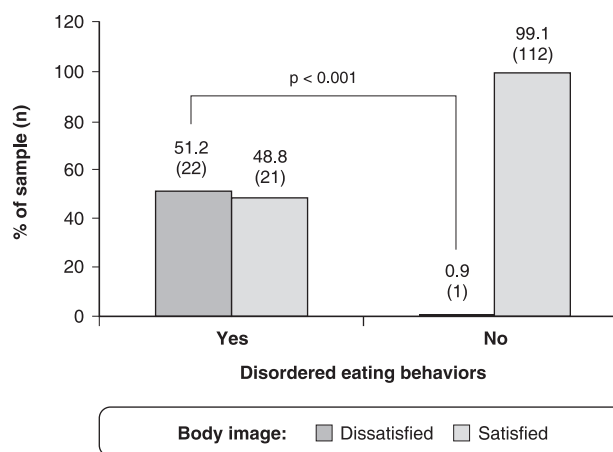 120
100
80
60
40
20
0
% of sample (n)
p < 0.001
51.2
(22)
48.8
(21)
0.9
(1)
99.1
(112)
Yes
No
Disordered eating behaviors
Body image: Dissatisfied Satisfied